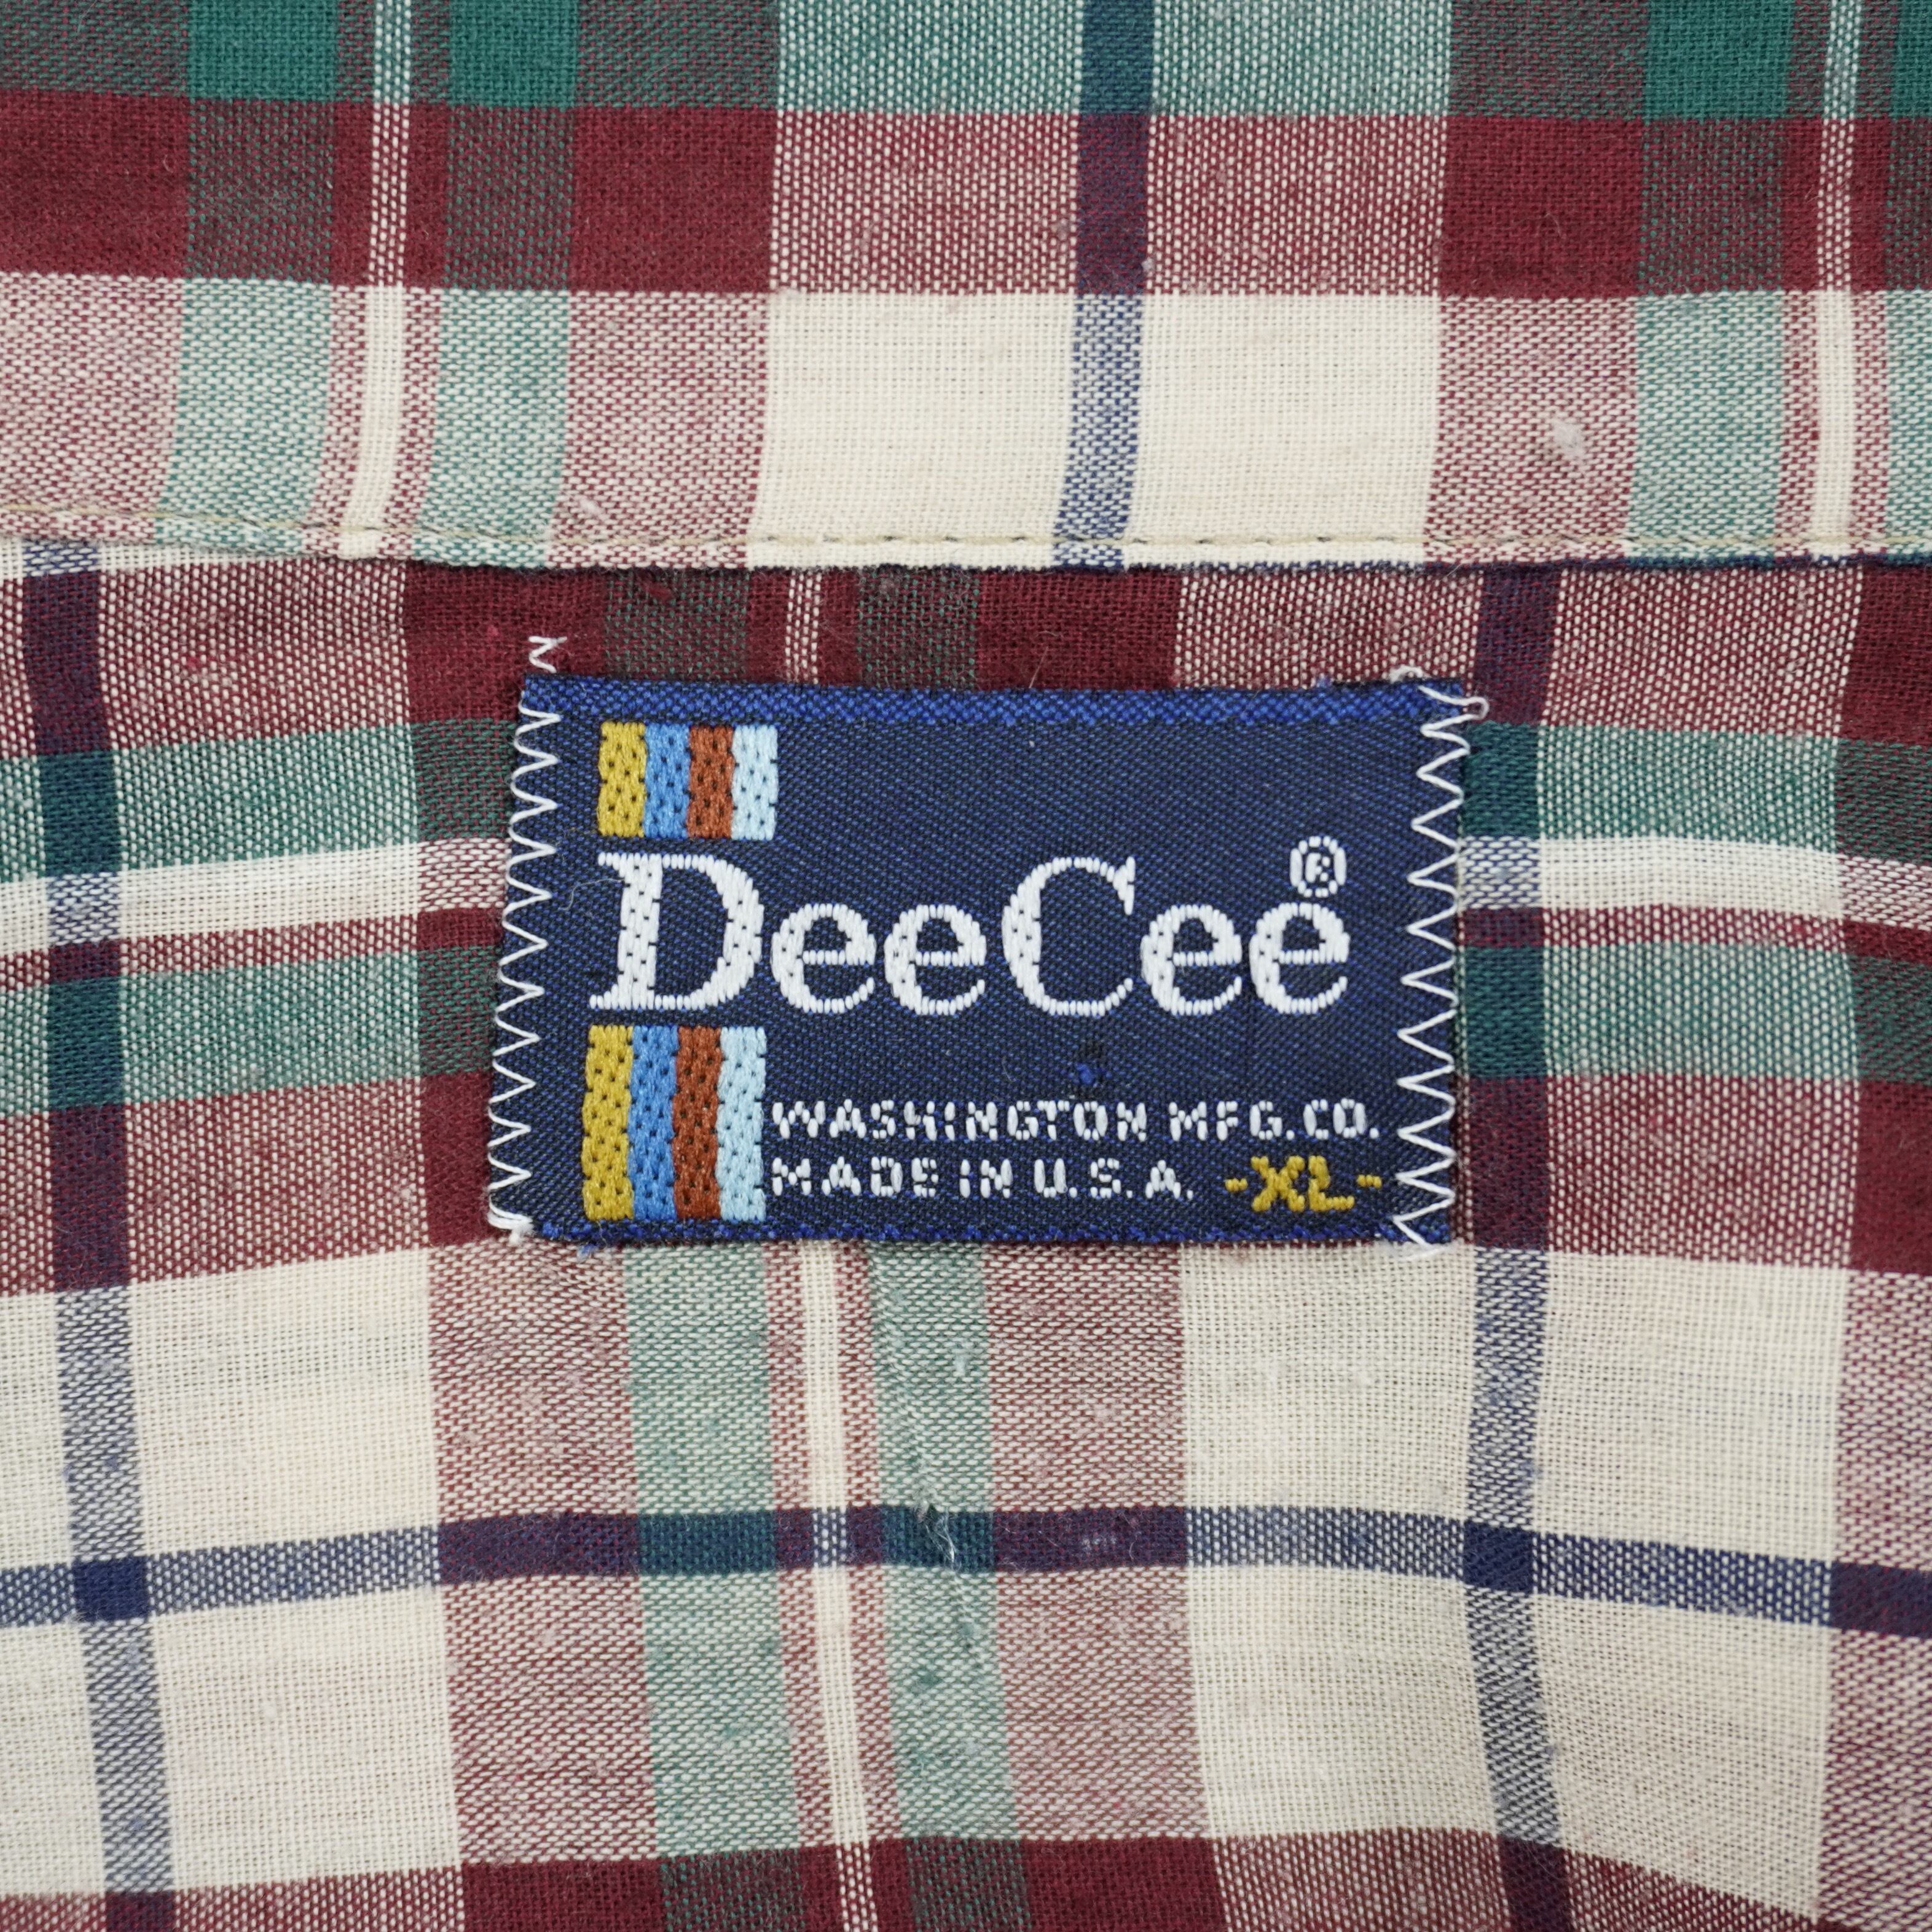 DeeCee®
WASHINGTON MFG.CO.
MADE IN U.S.A. -XL-